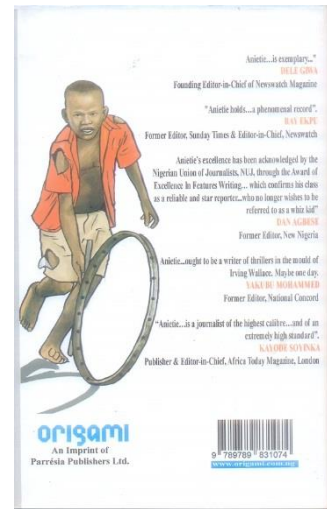 Anietie...is exemplary..."
DELE GIWA
Founding Editor-in-Chief of Newswatch Magazine
"Anietie holds...a phenomenal record".
RAY EKPU
Former Editor, Sunday Times & Editor-in-Chief, Newswatch
Anietie's excellence has been acknowledged by the
Nigerian Union of Journalists, NUJ, through the Award of
Excellence In Features Writing... which confirms his class
as a reliable and star reporter...who no longer wishes to be
referred to as a whiz kid"
DAN AGBESE
Former Editor, New Nigeria
Anietie...ought to be a writer of thrillers in the mould of
Irving Wallace. Maybe one day.
YAKUBU MOHAMMED
Former Editor, National Concord
"Anietie...is a journalist of the highest calibre...and of an
extremely high standard".
KAYODE SOYINKA
Publisher & Editor-in-Chief, Africa Today Magazine, London
origami
An Imprint of
Parrésia Publishers Ltd.
9 789789 831074 >
www.origami.com.ng